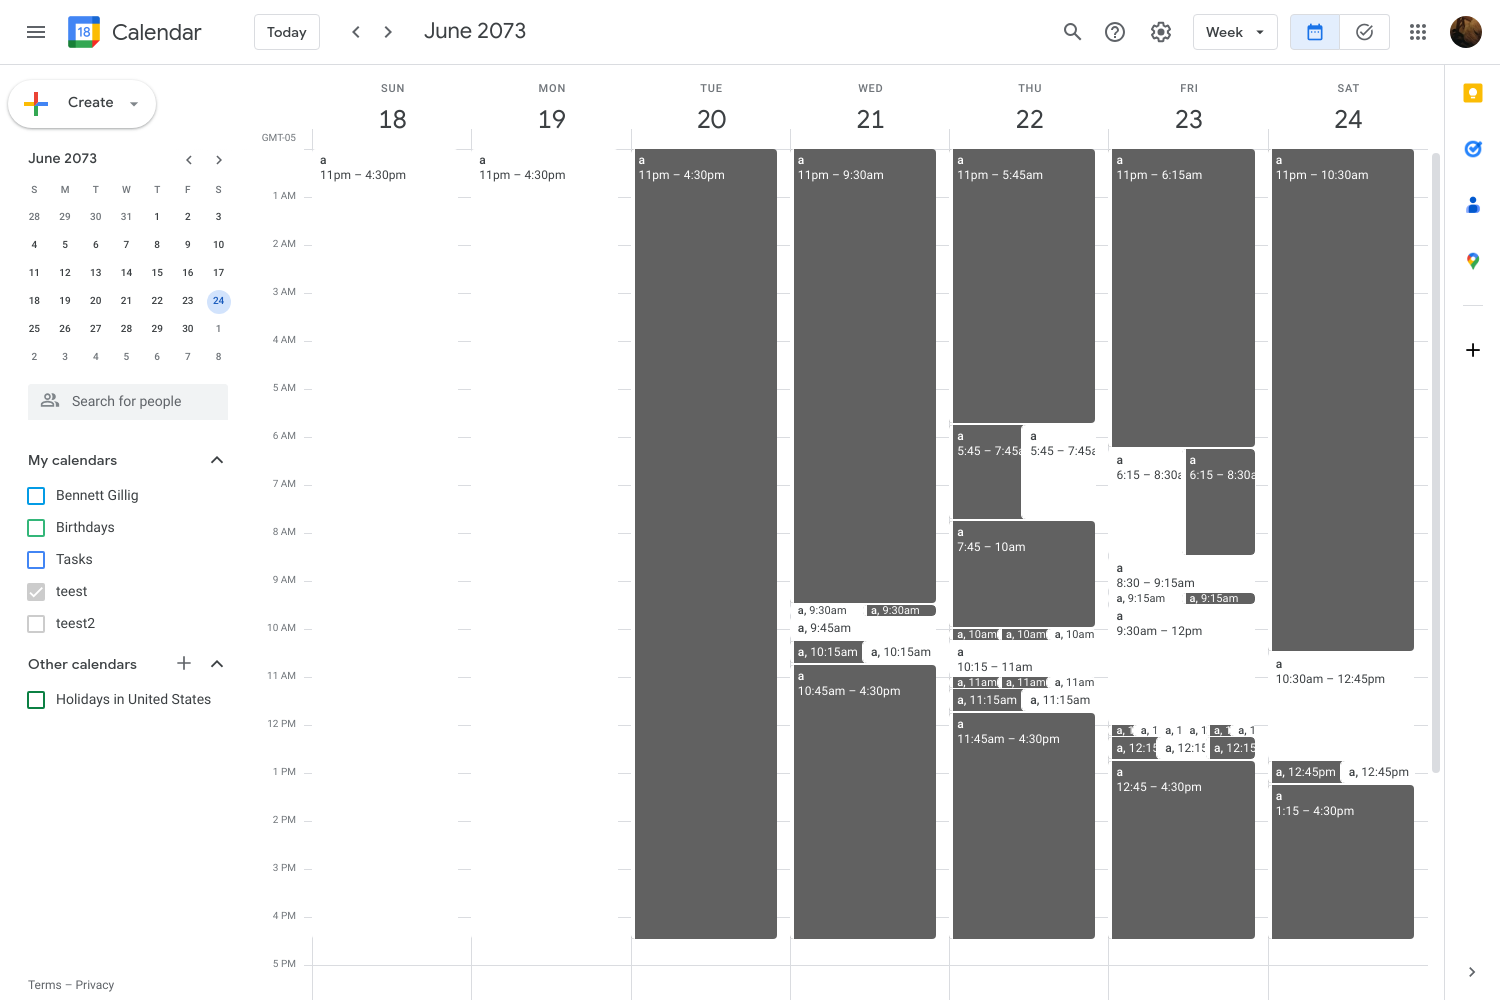 18 Calendar Today June 2073 Week
Create
June 2073
S M T W T F S
28 29 30 31 1 2 3
4 5 6 7 8 9 10
11 12 13 14 15 16 17
18 19 20 21 22 23 24
25 26 27 28 29 30 1
2 3 4 5 6 7 8
Search for people
My calendars
Bennett Gillig
Birthdays
Tasks
teest
teest2
Other calendars
Holidays in United States
Terms – Privacy
SUN MON TUE WED THU FRI SAT
18 19 20 21 22 23 24
GMT-05
1 AM
2 AM
3 AM
4 AM
5 AM
6 AM
7 AM
8 AM
9 AM
10 AM
11 AM
12 PM
1 PM
2 PM
3 PM
4 PM
5 PM
a
11pm – 4:30pm
a
11pm – 4:30pm
a
11pm – 4:30pm
a
11pm – 9:30am
a, 9:30am
a, 9:30am
a, 9:45am
a, 10:15am
a, 10:15am
a
10:45am – 4:30pm
a
11pm – 5:45am
a
5:45 – 7:45a
a
5:45 – 7:45a
a
7:45 – 10am
a, 10am
a, 10am
a, 10am
a
10:15 – 11am
a, 11am
a, 11am
a, 11am
a, 11:15am
a, 11:15am
a
11:45am – 4:30pm
a
11pm – 6:15am
a
6:15 – 8:30a
a
6:15 – 8:30a
a
8:30 – 9:15am
a, 9:15am
a, 9:15am
a
9:30am – 12pm
a, 1
a, 1
a, 1
a, 1
a, 1
a, 1
a, 12:15
a, 12:15
a, 12:15
a
12:45 – 4:30pm
a
11pm – 10:30am
a
10:30am – 12:45pm
a, 12:45pm
a, 12:45pm
a
1:15 – 4:30pm